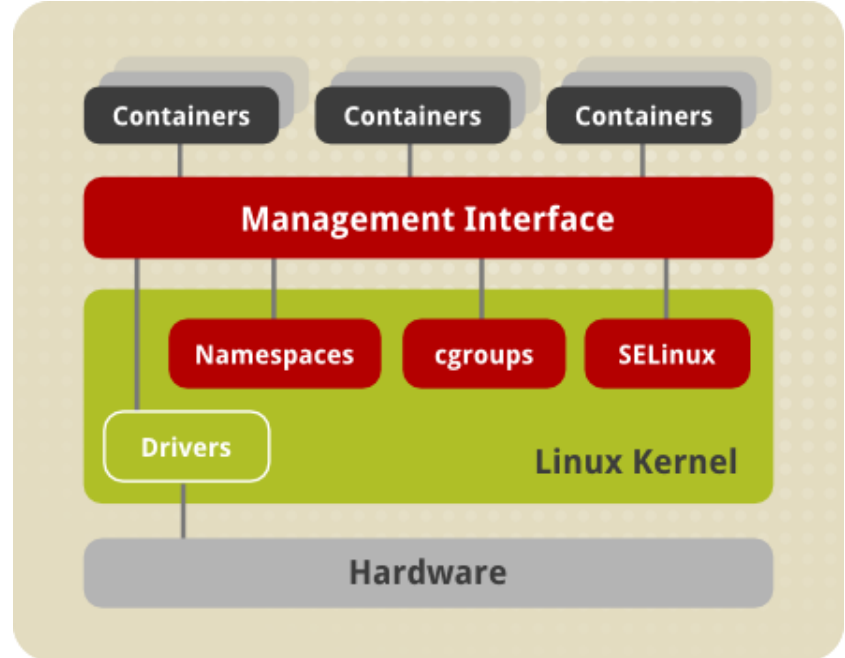 Containers
Containers
Containers
Management Interface
Namespaces
cgroups
SELinux
Drivers
Linux Kernel
Hardware